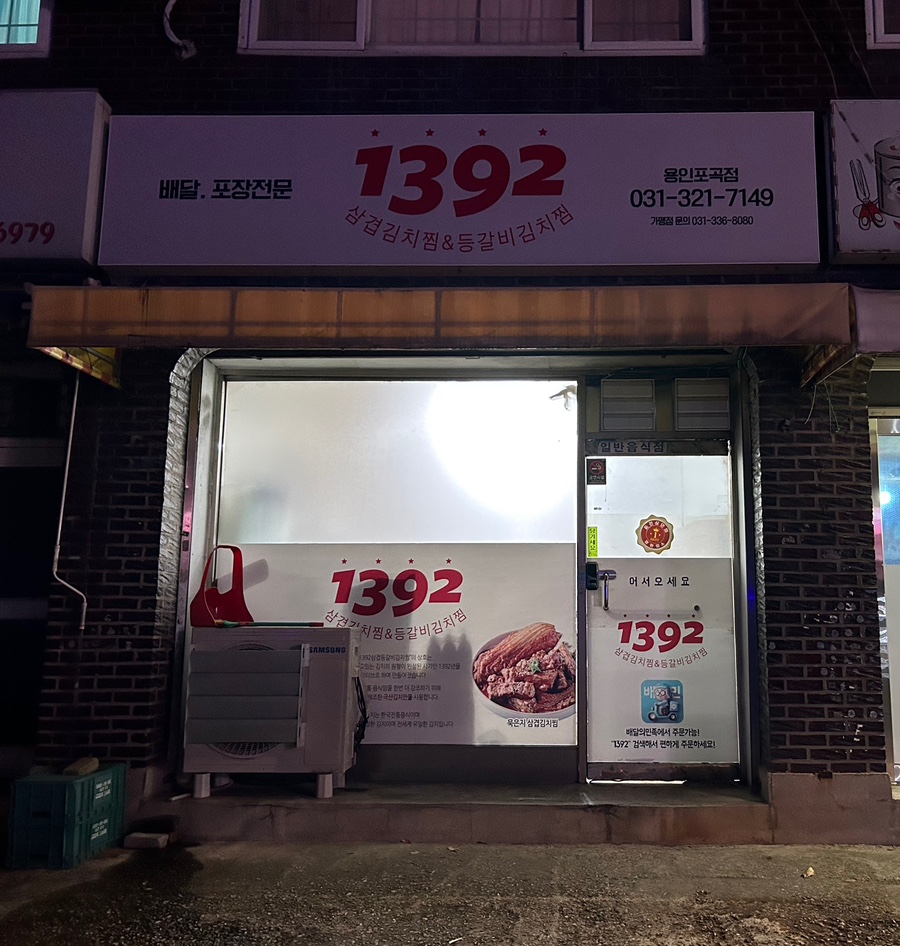 6979
배달. 포장전문
1392
삼겹김치찜&등갈비김치찜
용인포곡점
031-321-7149
가맹점 문의 031-336-8080
일반음식점
당기세요
어서오세요
1392
삼겹김치찜&등갈비김치찜
SAMSUNG
묵은지 삼겹김치찜
1392
삼겹김치찜&등갈비김치찜
배달의민족에서 주문가능!
"1392" 검색해서 편하게 주문하세요!